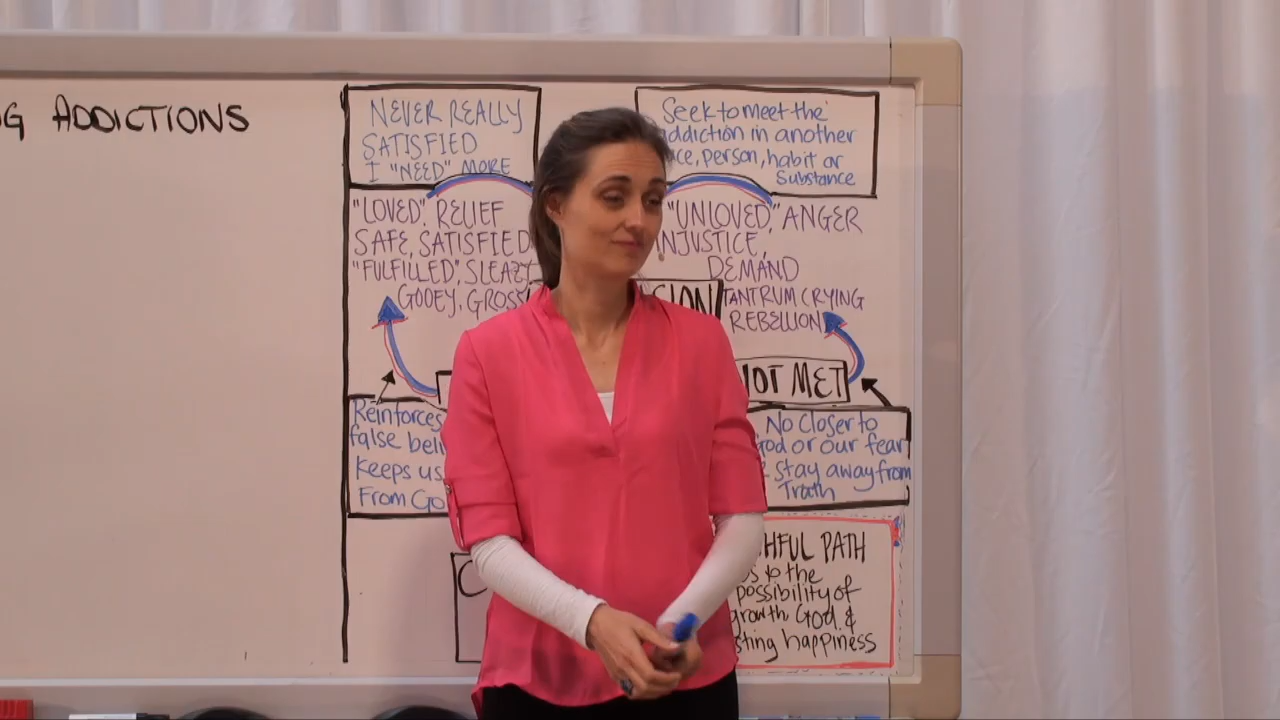 ADDICTIONS
NEVER REALLY
SATISFIED
I "NEED" MORE
Seek to meet the
addiction in another
person, habit or
Substance
"LOVED", RELIEF
SAFE, SATISFIED
"FULFILLED", SLEAZY
GOOEY, GROSS
"UNLOVED," ANGER
INJUSTICE,
DEMAND
TANTRUM CRYING
REBELLION
NOT MET
Reinforces
false
keeps us
From
No Closer to
God or our fear
& stay away from
Truth
PATH
to the
possibility of
growth, God &
happiness